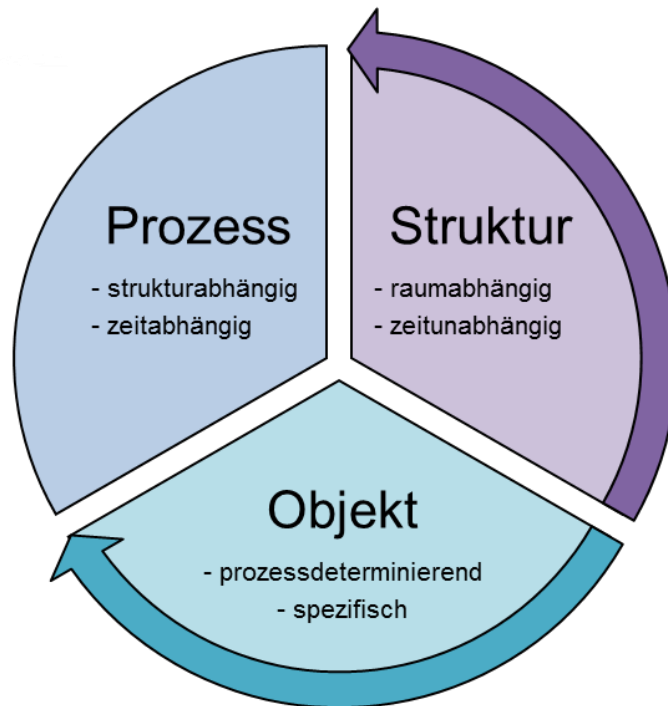 Prozess
- strukturabhängig
- zeitabhängig
Struktur
- raumabhängig
- zeitunabhängig
Objekt
- prozessdeterminierend
- spezifisch